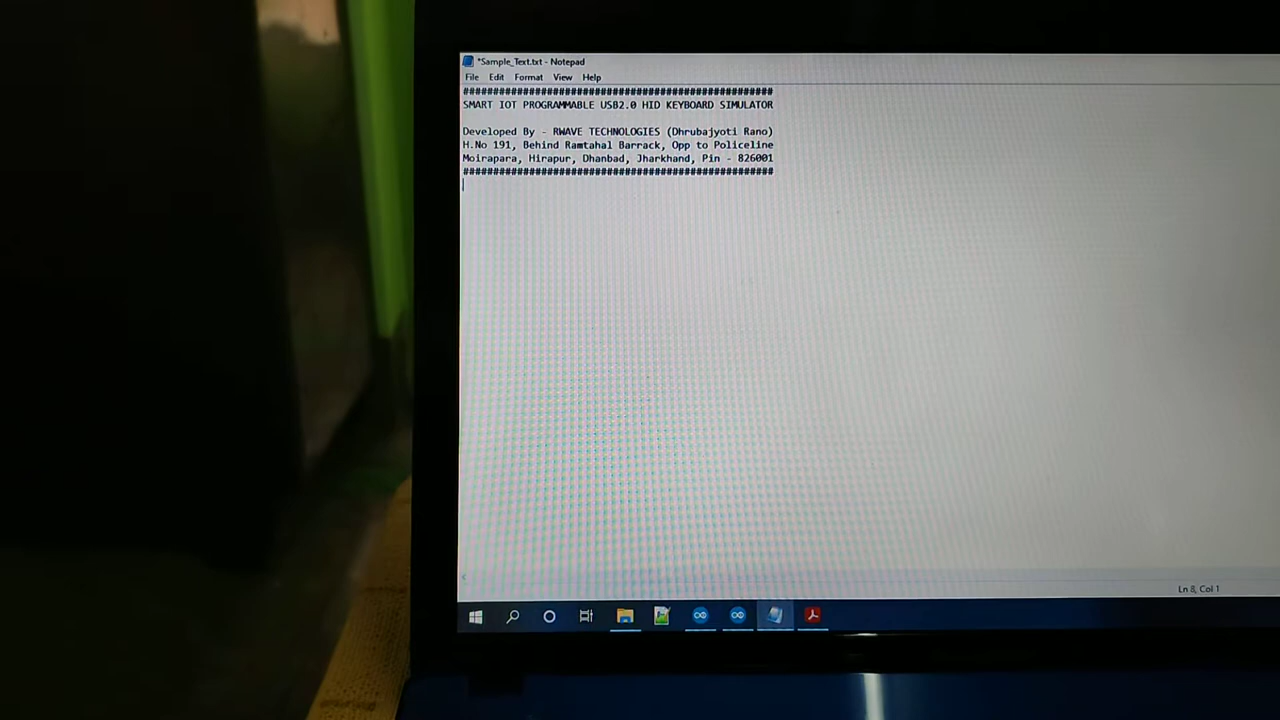 *Sample_Text.txt - Notepad
File Edit Format View Help
####################################################
SMART IOT PROGRAMMABLE USB2.0 HID KEYBOARD SIMULATOR
Developed By - RWAVE TECHNOLOGIES (Dhrubajyoti Rano)
H.No 191, Behind Ramtahal Barrack, Opp to Policeline
Moirapara, Hirapur, Dhanbad, Jharkhand, Pin - 826001
####################################################
Ln 8, Col 1